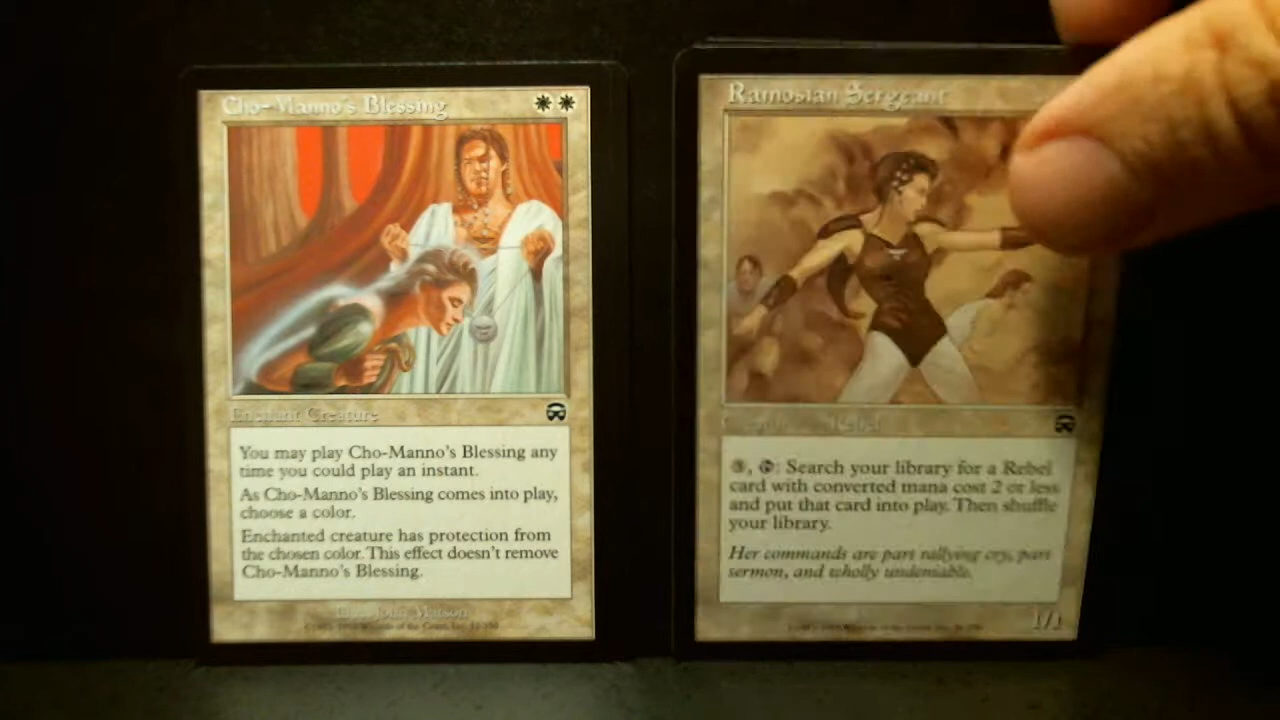 Cho-Manno's Blessing
Enchant Creature
You may play Cho-Manno's Blessing any
time you could play an instant.
As Cho-Manno's Blessing comes into play,
choose a color.
Enchanted creature has protection from
the chosen color. This effect doesn't remove
Cho-Manno's Blessing.
John Matson
Ramosian Sergeant
Rebel
: Search your library for a Rebel
card with converted mana cost 2 or less
and put that card into play. Then shuffle
your library.
Her commands are part rallying cry, part
sermon, and wholly undeniable.
1/1